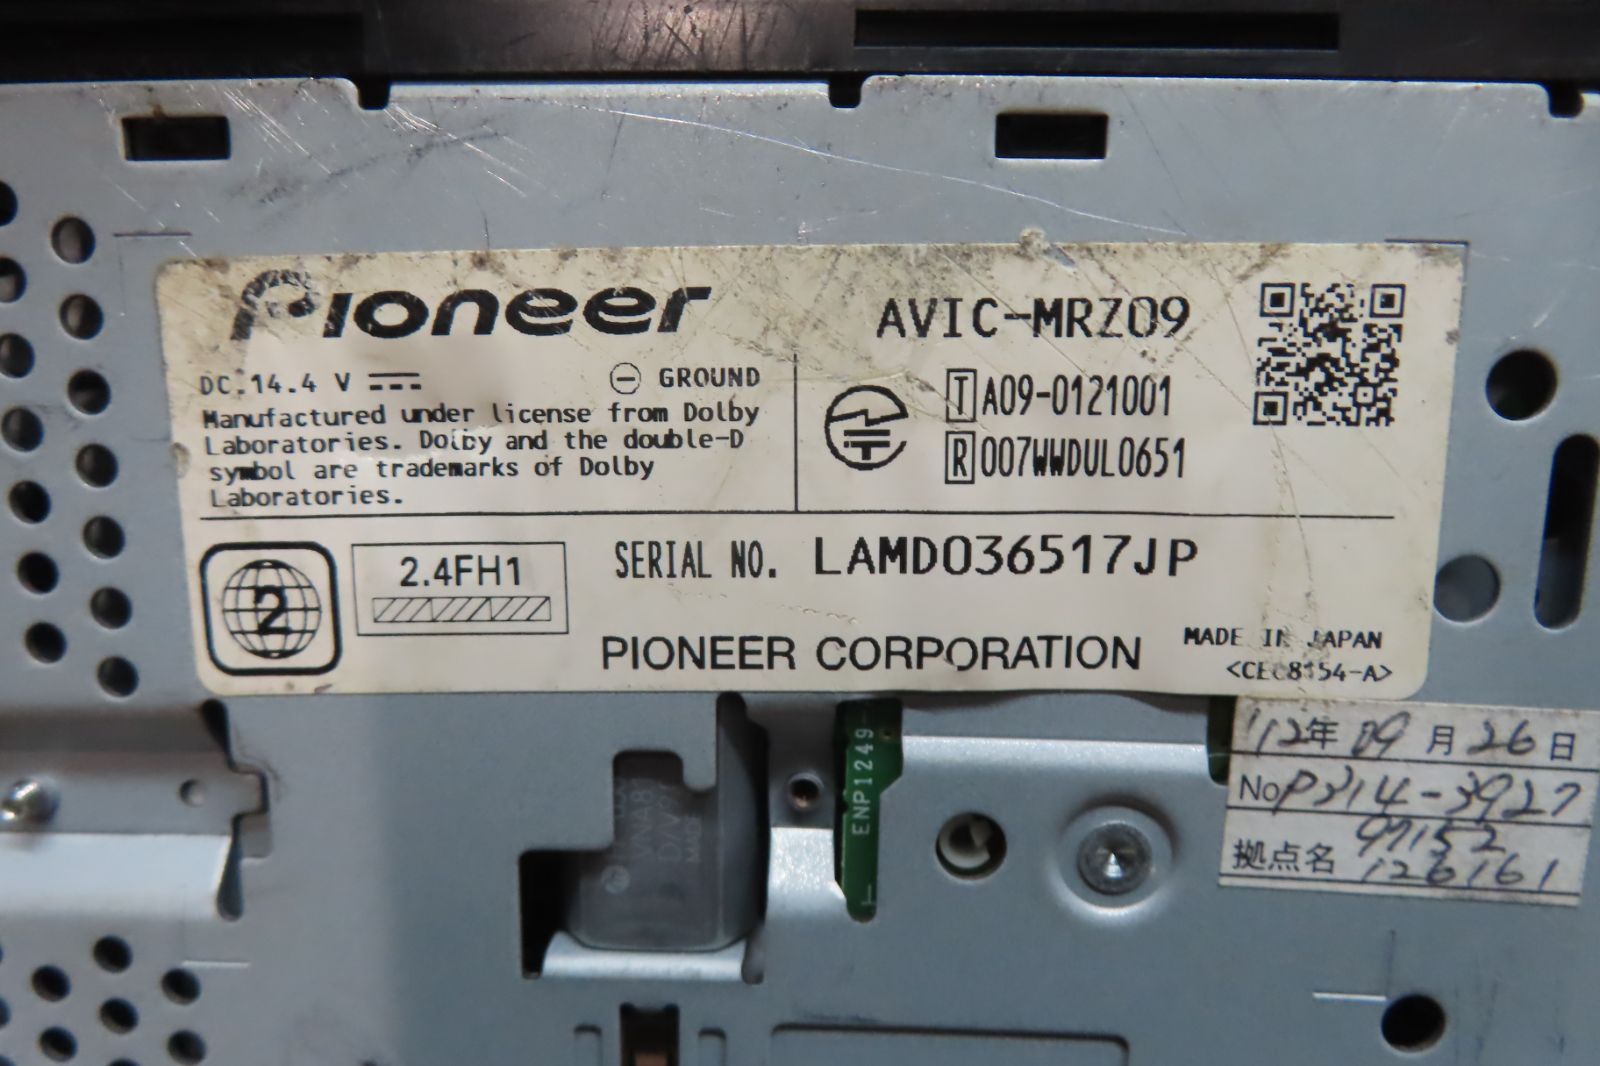 Pioneer
AVIC-MRZ09
DC 14.4 V
GROUND
Manufactured under license from Dolby
Laboratories. Dolby and the double-D
symbol are trademarks of Dolby
Laboratories.
T A09-0121001
R 007WWDUL0651
2
2.4FH1
SERIAL NO. LAMD036517JP
PIONEER CORPORATION
MADE IN JAPAN
ENP1249
'12年 09月 26日
No P314-3927
97152
拠点名 126161